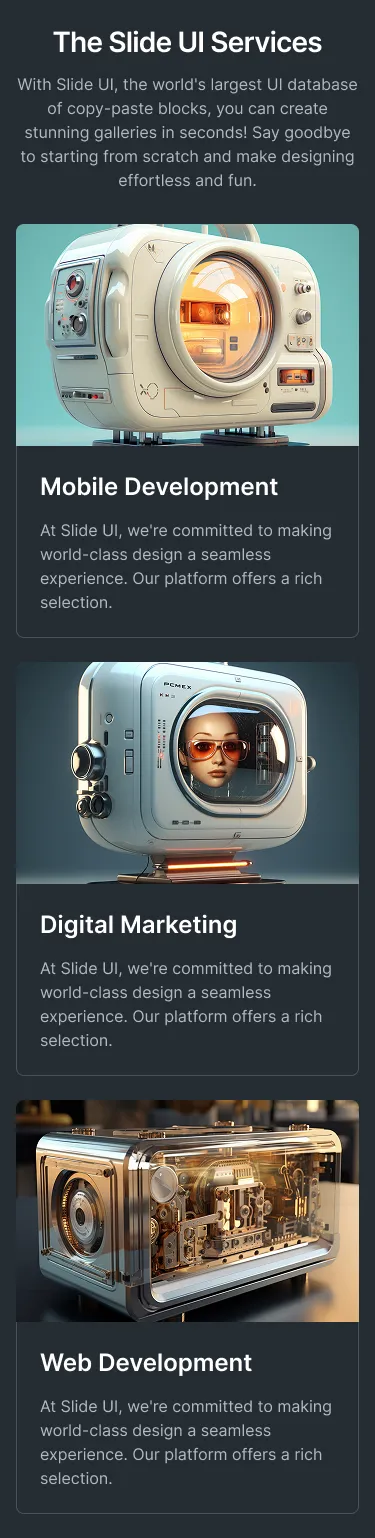 The Slide UI Services
With Slide UI, the world's largest UI database
of copy-paste blocks, you can create
stunning galleries in seconds! Say goodbye
to starting from scratch and make designing
effortless and fun.
Mobile Development
At Slide UI, we're committed to making
world-class design a seamless
experience. Our platform offers a rich
selection.
PCMEX
Digital Marketing
At Slide UI, we're committed to making
world-class design a seamless
experience. Our platform offers a rich
selection.
Web Development
At Slide UI, we're committed to making
world-class design a seamless
experience. Our platform offers a rich
selection.